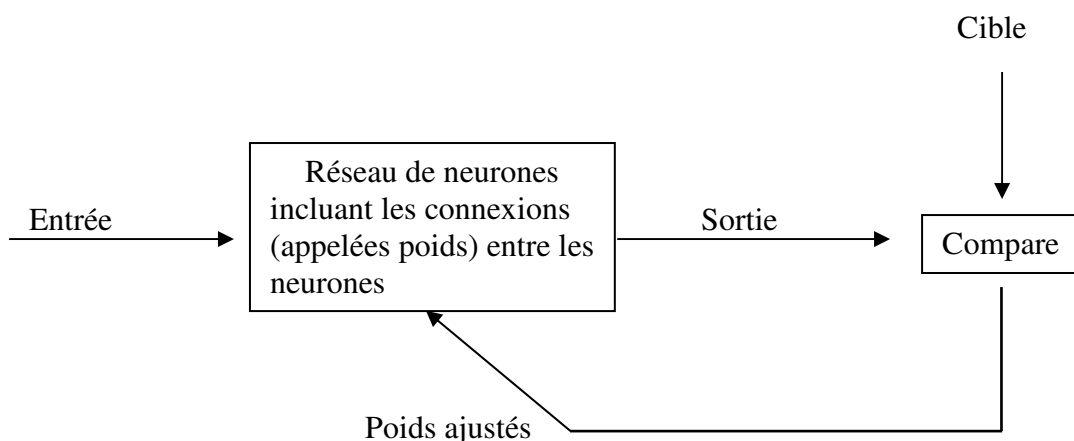 Cible
Réseau de neurones
incluant les connexions
(appelées poids) entre les
neurones
Entrée
Sortie
Compare
Poids ajustés